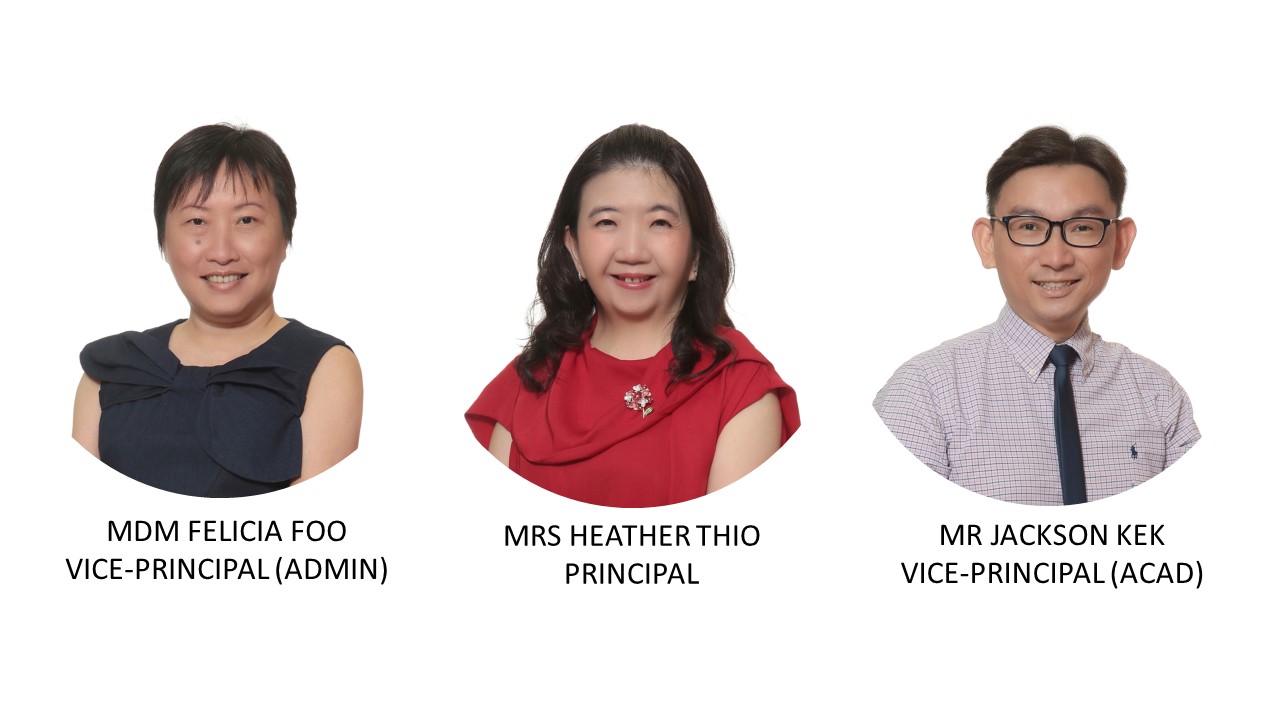 MDM FELICIA FOO
VICE-PRINCIPAL (ADMIN)
MRS HEATHER THIO
PRINCIPAL
MR JACKSON KEK
VICE-PRINCIPAL (ACAD)